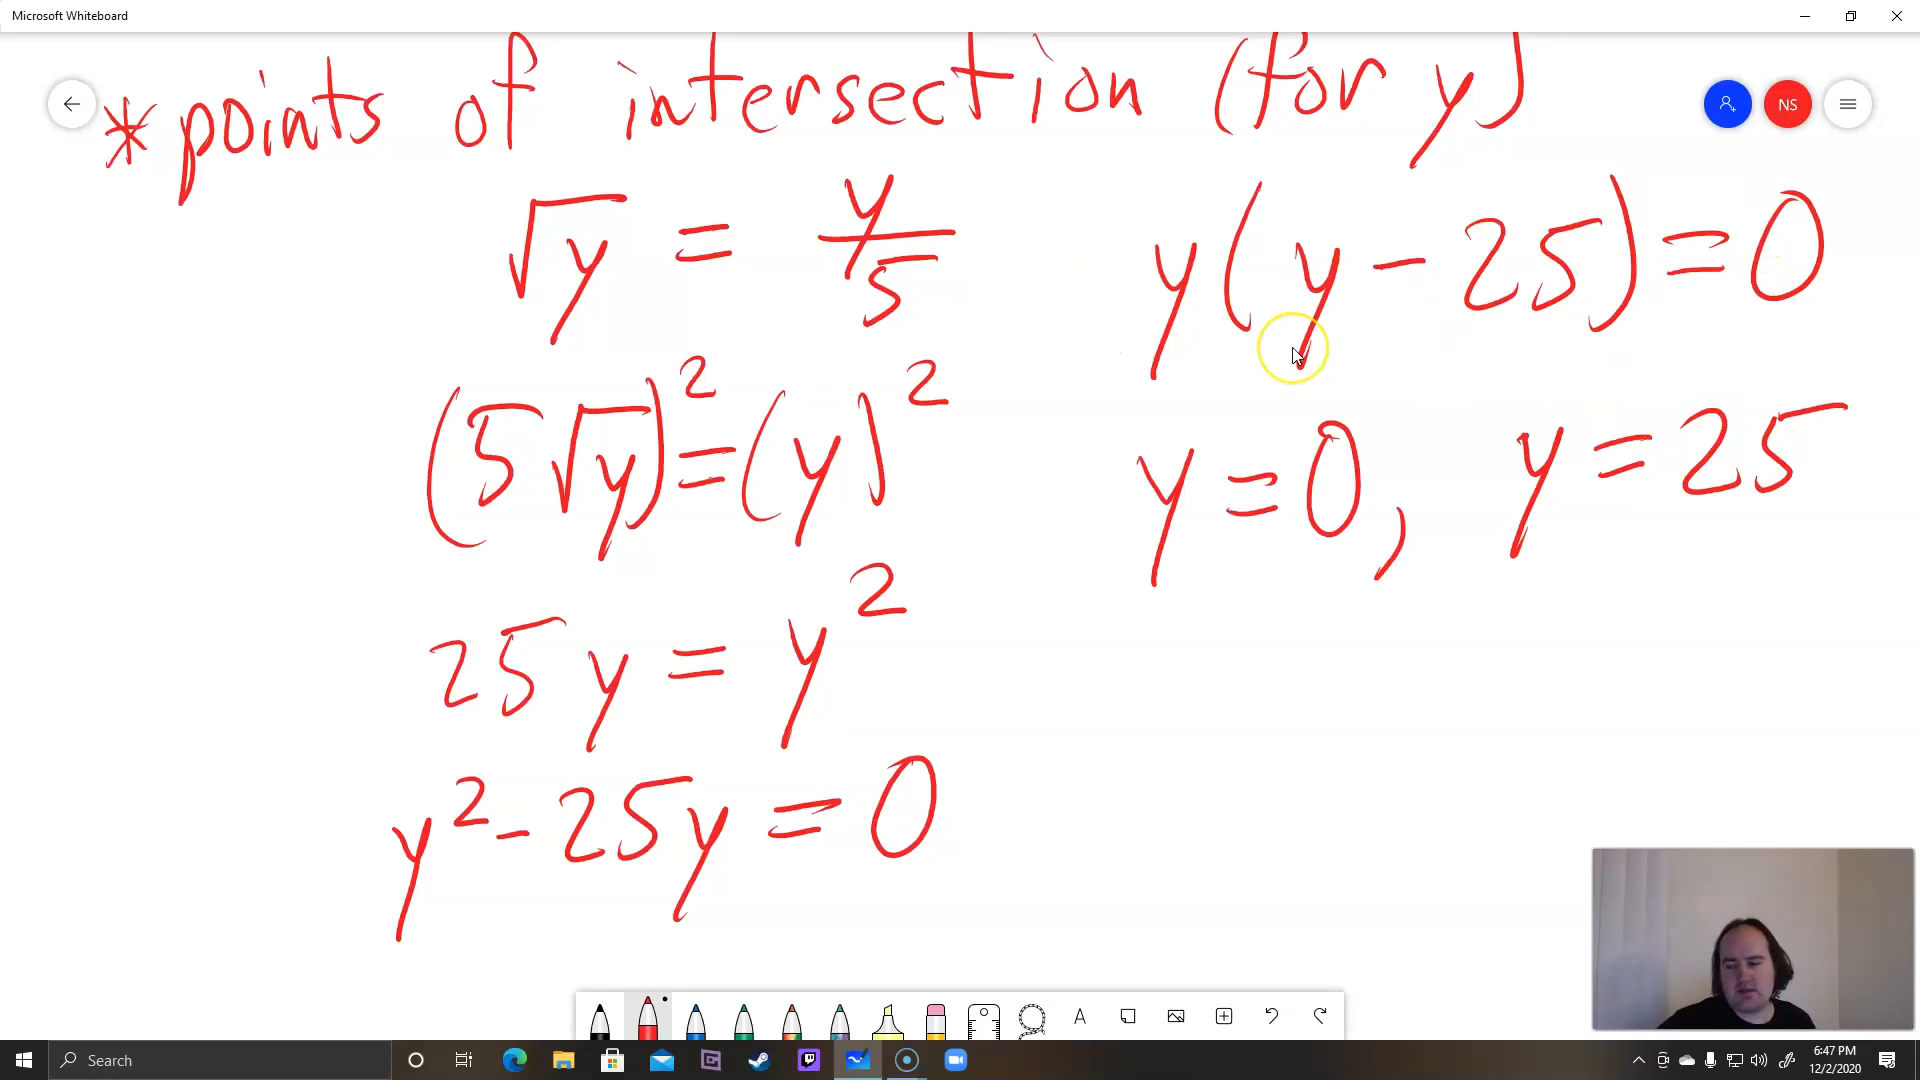 Microsoft Whiteboard
*points of intersection (for y)
√y = y/5
(5√y)² = (y)²
25y = y²
y² - 25y = 0
y(y - 25) = 0
y = 0, y = 25
NS
A
Search
6:47 PM
12/2/2020